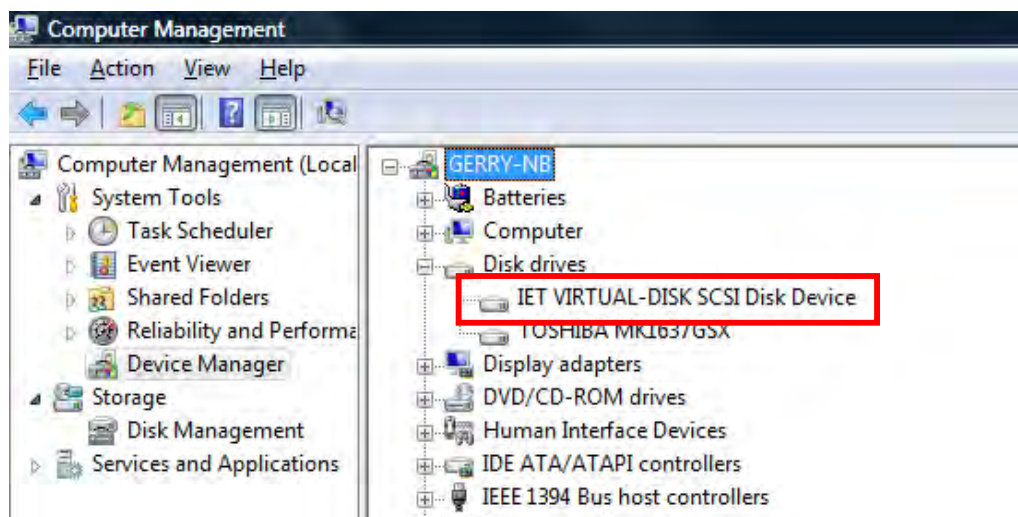 Computer Management
File Action View Help
Computer Management (Local
System Tools
Task Scheduler
Event Viewer
Shared Folders
Reliability and Performa
Device Manager
Storage
Disk Management
Services and Applications
GERRY-NB
Batteries
Computer
Disk drives
IET VIRTUAL-DISK SCSI Disk Device
TOSHIBA MK1637GSX
Display adapters
DVD/CD-ROM drives
Human Interface Devices
IDE ATA/ATAPI controllers
IEEE 1394 Bus host controllers